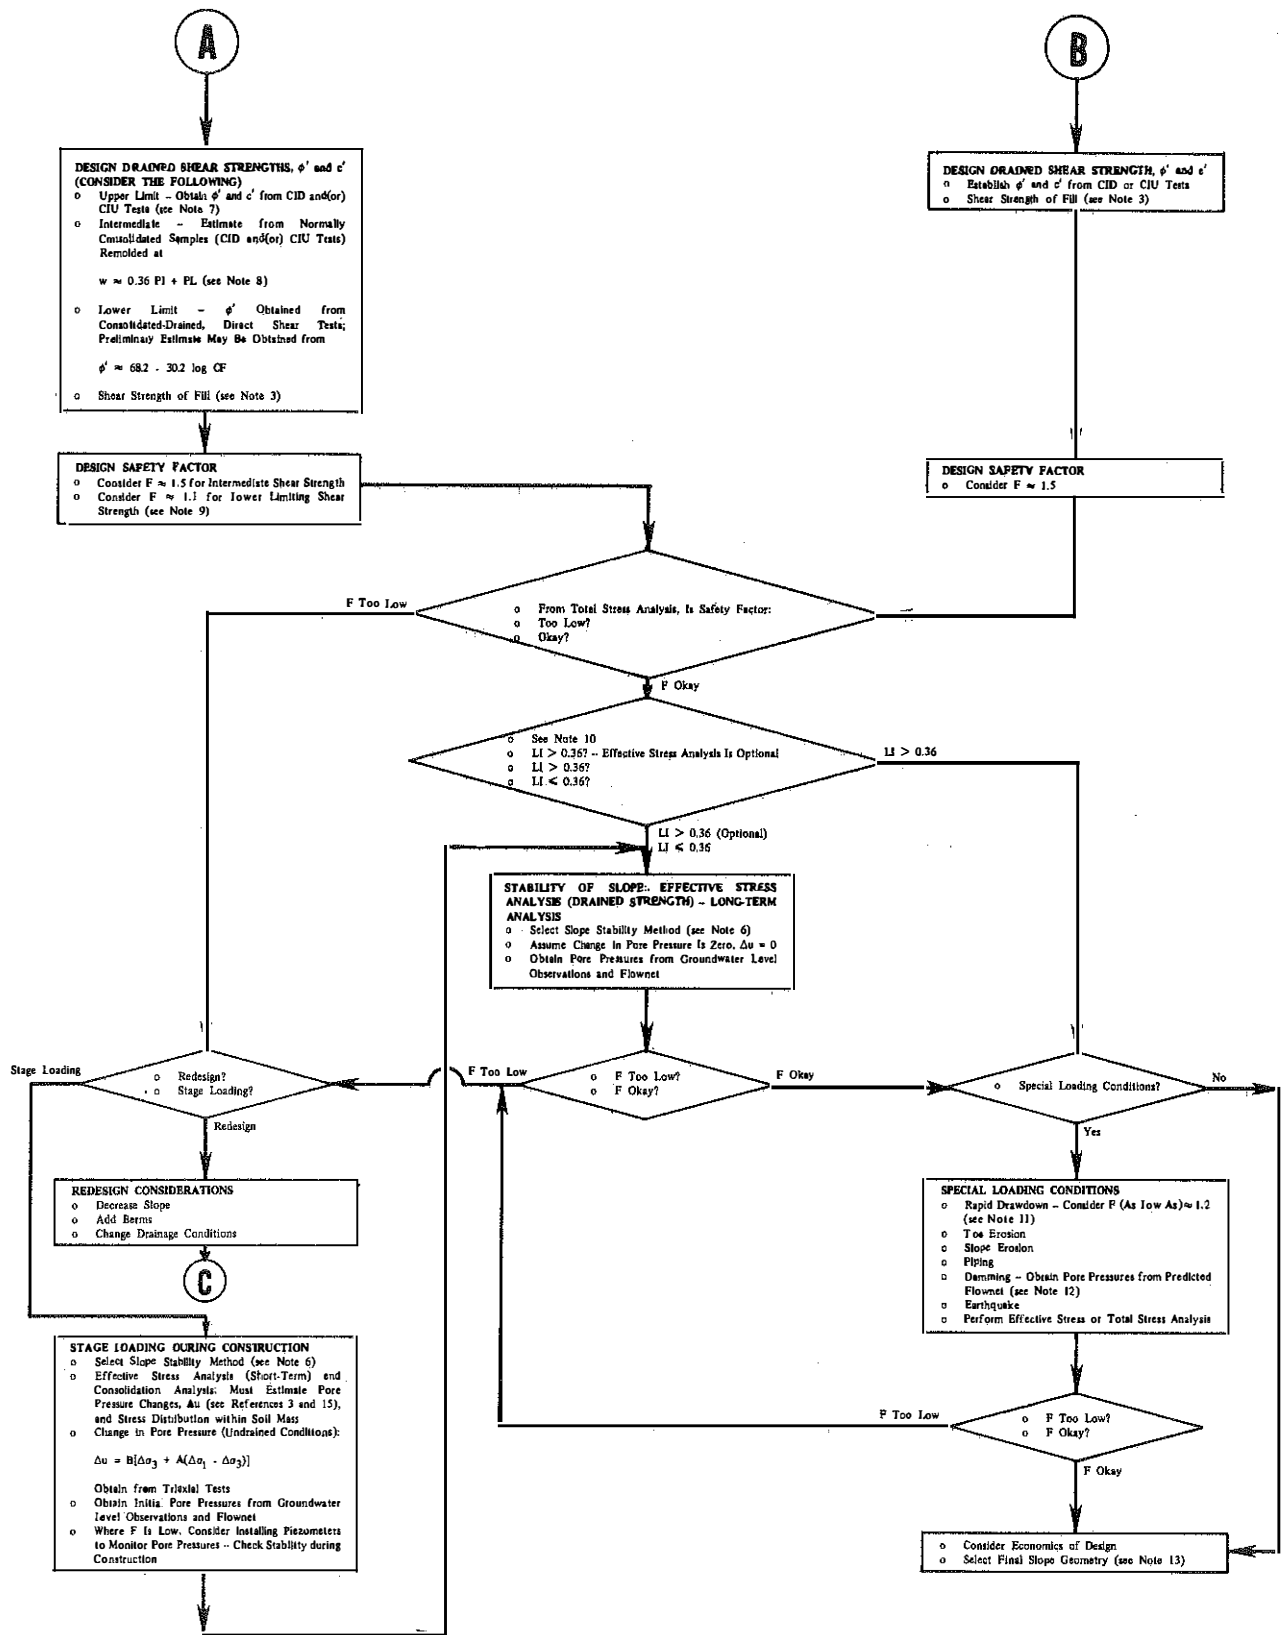 A
B
DESIGN DRAINED SHEAR STRENGTHS, ϕ' and c'
(CONSIDER THE FOLLOWING)
o Upper Limit – Obtain ϕ' and c' from CID and(or)
CIU Tests (see Note 7)
o Intermediate – Estimate from Normally
Consolidated Samples (CID and(or) CIU Tests)
Remolded at
w ≈ 0.36 PI + PL (see Note 8)
o Lower Limit – ϕ' Obtained from
Consolidated-Drained, Direct Shear Tests;
Preliminary Estimate May Be Obtained from
ϕ' ≈ 68.2 - 30.2 log CF
o Shear Strength of Fill (see Note 3)
DESIGN DRAINED SHEAR STRENGTH, ϕ' and c'
o Establish ϕ' and c' from CID or CIU Tests
o Shear Strength of Fill (see Note 3)
DESIGN SAFETY FACTOR
o Consider F ≈ 1.5 for Intermediate Shear Strength
o Consider F ≈ 1.1 for Lower Limiting Shear
Strength (see Note 9)
DESIGN SAFETY FACTOR
o Consider F ≈ 1.5
F Too Low
o From Total Stress Analysis, Is Safety Factor:
o Too Low?
o Okay?
F Okay
o See Note 10
o LI > 0.36? – Effective Stress Analysis Is Optional
o LI > 0.36?
o LI ≤ 0.36?
LI > 0.36
LI > 0.36 (Optional)
LI ≤ 0.36
STABILITY OF SLOPE: EFFECTIVE STRESS
ANALYSIS (DRAINED STRENGTH) – LONG-TERM
ANALYSIS
o Select Slope Stability Method (see Note 6)
o Assume Change in Pore Pressure Is Zero, Δu = 0
o Obtain Pore Pressures from Groundwater Level
Observations and Flownet
Stage Loading
o Redesign?
o Stage Loading?
F Too Low
o F Too Low?
o F Okay?
F Okay
o Special Loading Conditions?
No
Redesign
Yes
REDESIGN CONSIDERATIONS
o Decrease Slope
o Add Berms
o Change Drainage Conditions
C
SPECIAL LOADING CONDITIONS
o Rapid Drawdown – Consider F (As Low As) ≈ 1.2
(see Note 11)
o Toe Erosion
o Slope Erosion
o Piping
o Damming – Obtain Pore Pressures from Predicted
Flownet (see Note 12)
o Earthquake
o Perform Effective Stress or Total Stress Analysis
STAGE LOADING DURING CONSTRUCTION
o Select Slope Stability Method (see Note 6)
o Effective Stress Analysis (Short-Term) and
Consolidation Analysis; Must Estimate Pore
Pressure Changes, Δu (see References 3 and 15),
and Stress Distribution within Soil Mass
o Change in Pore Pressure (Undrained Conditions):
Δu = B[Δσ3 + A(Δσ1 - Δσ3)]
Obtain from Triaxial Tests
o Obtain Initial Pore Pressures from Groundwater
Level Observations and Flownet
o Where F Is Low, Consider Installing Piezometers
to Monitor Pore Pressures – Check Stability during
Construction
F Too Low
o F Too Low?
o F Okay?
F Okay
o Consider Economics of Design
o Select Final Slope Geometry (see Note 13)